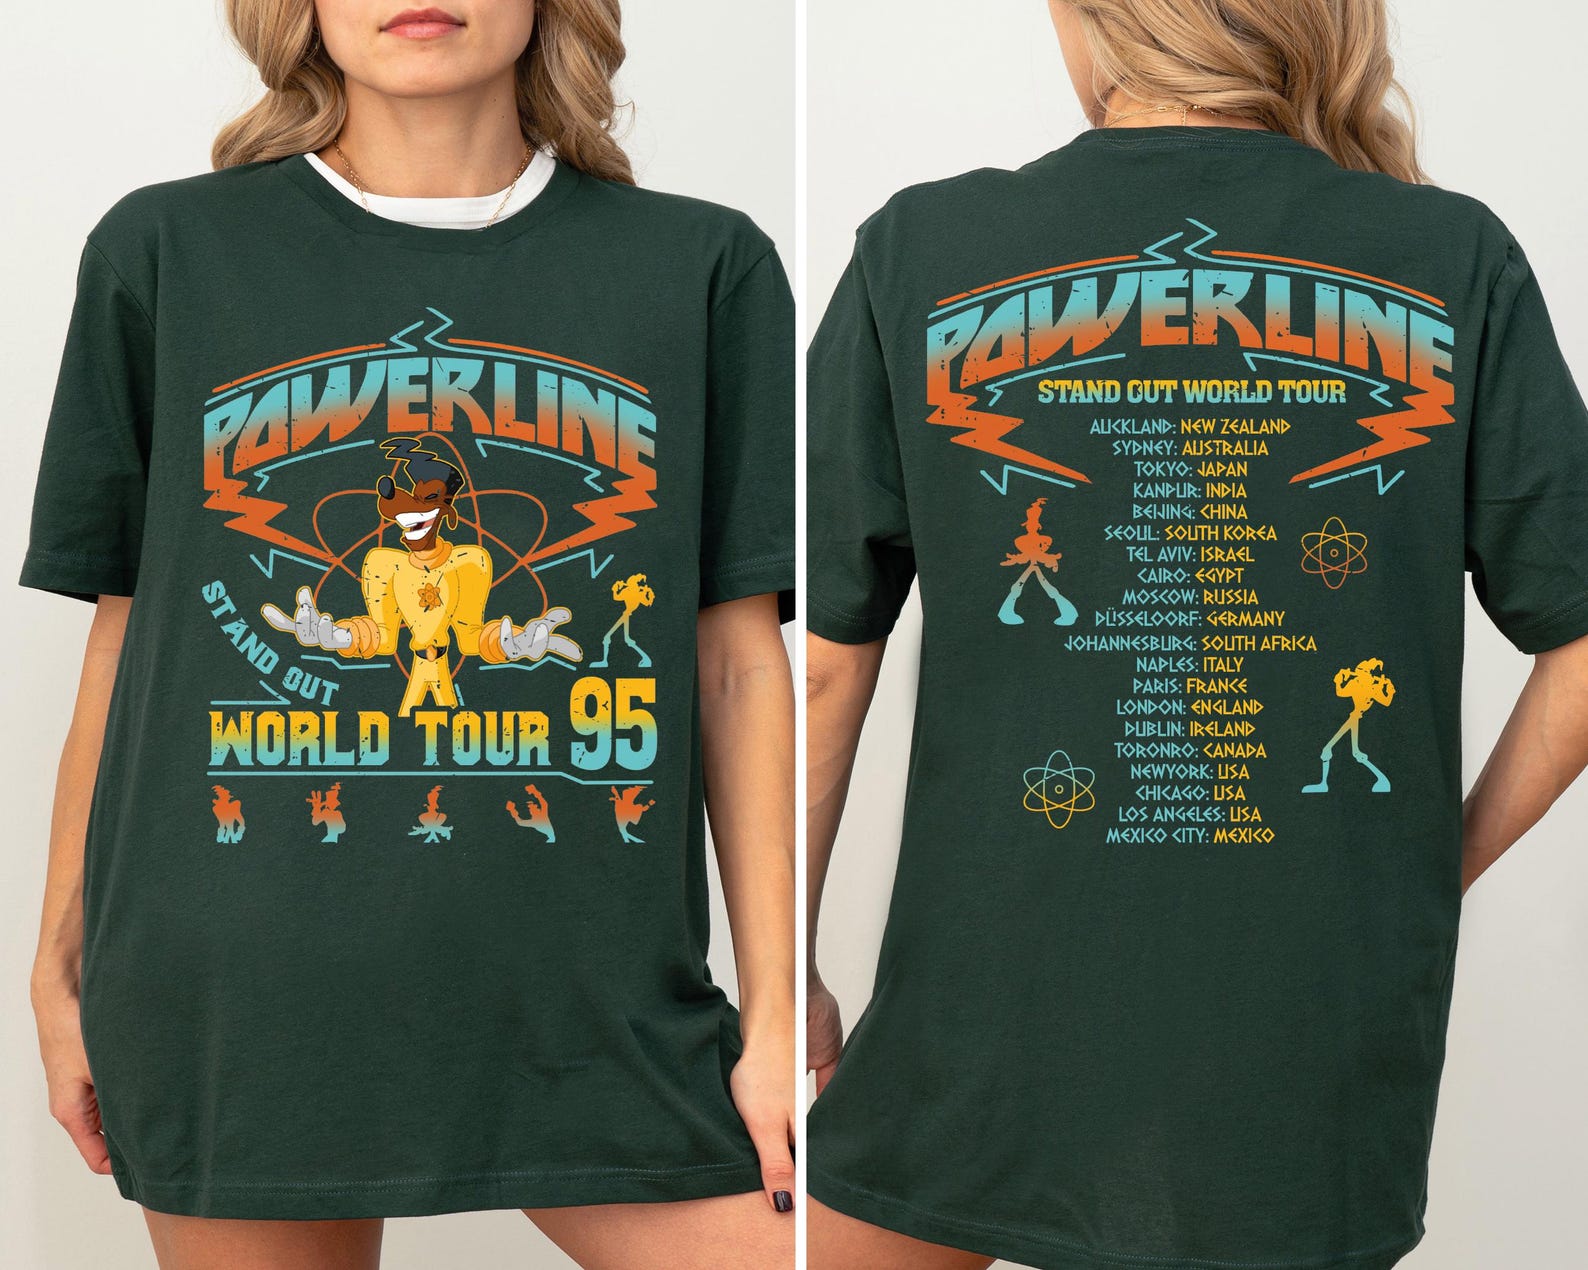 POWERLINE
STAND OUT
WORLD TOUR 95
POWERLINE
STAND OUT WORLD TOUR
AUCKLAND: NEW ZEALAND
SYDNEY: AUSTRALIA
TOKYO: JAPAN
KANPUR: INDIA
BEIJING: CHINA
SEOUL: SOUTH KOREA
TEL AVIV: ISRAEL
CAIRO: EGYPT
MOSCOW: RUSSIA
DÜSSELOORF: GERMANY
JOHANNESBURG: SOUTH AFRICA
NAPLES: ITALY
PARIS: FRANCE
LONDON: ENGLAND
DUBLIN: IRELAND
TORONRO: CANADA
NEWYORK: USA
CHICAGO: USA
LOS ANGELES: USA
MEXICO CITY: MEXICO